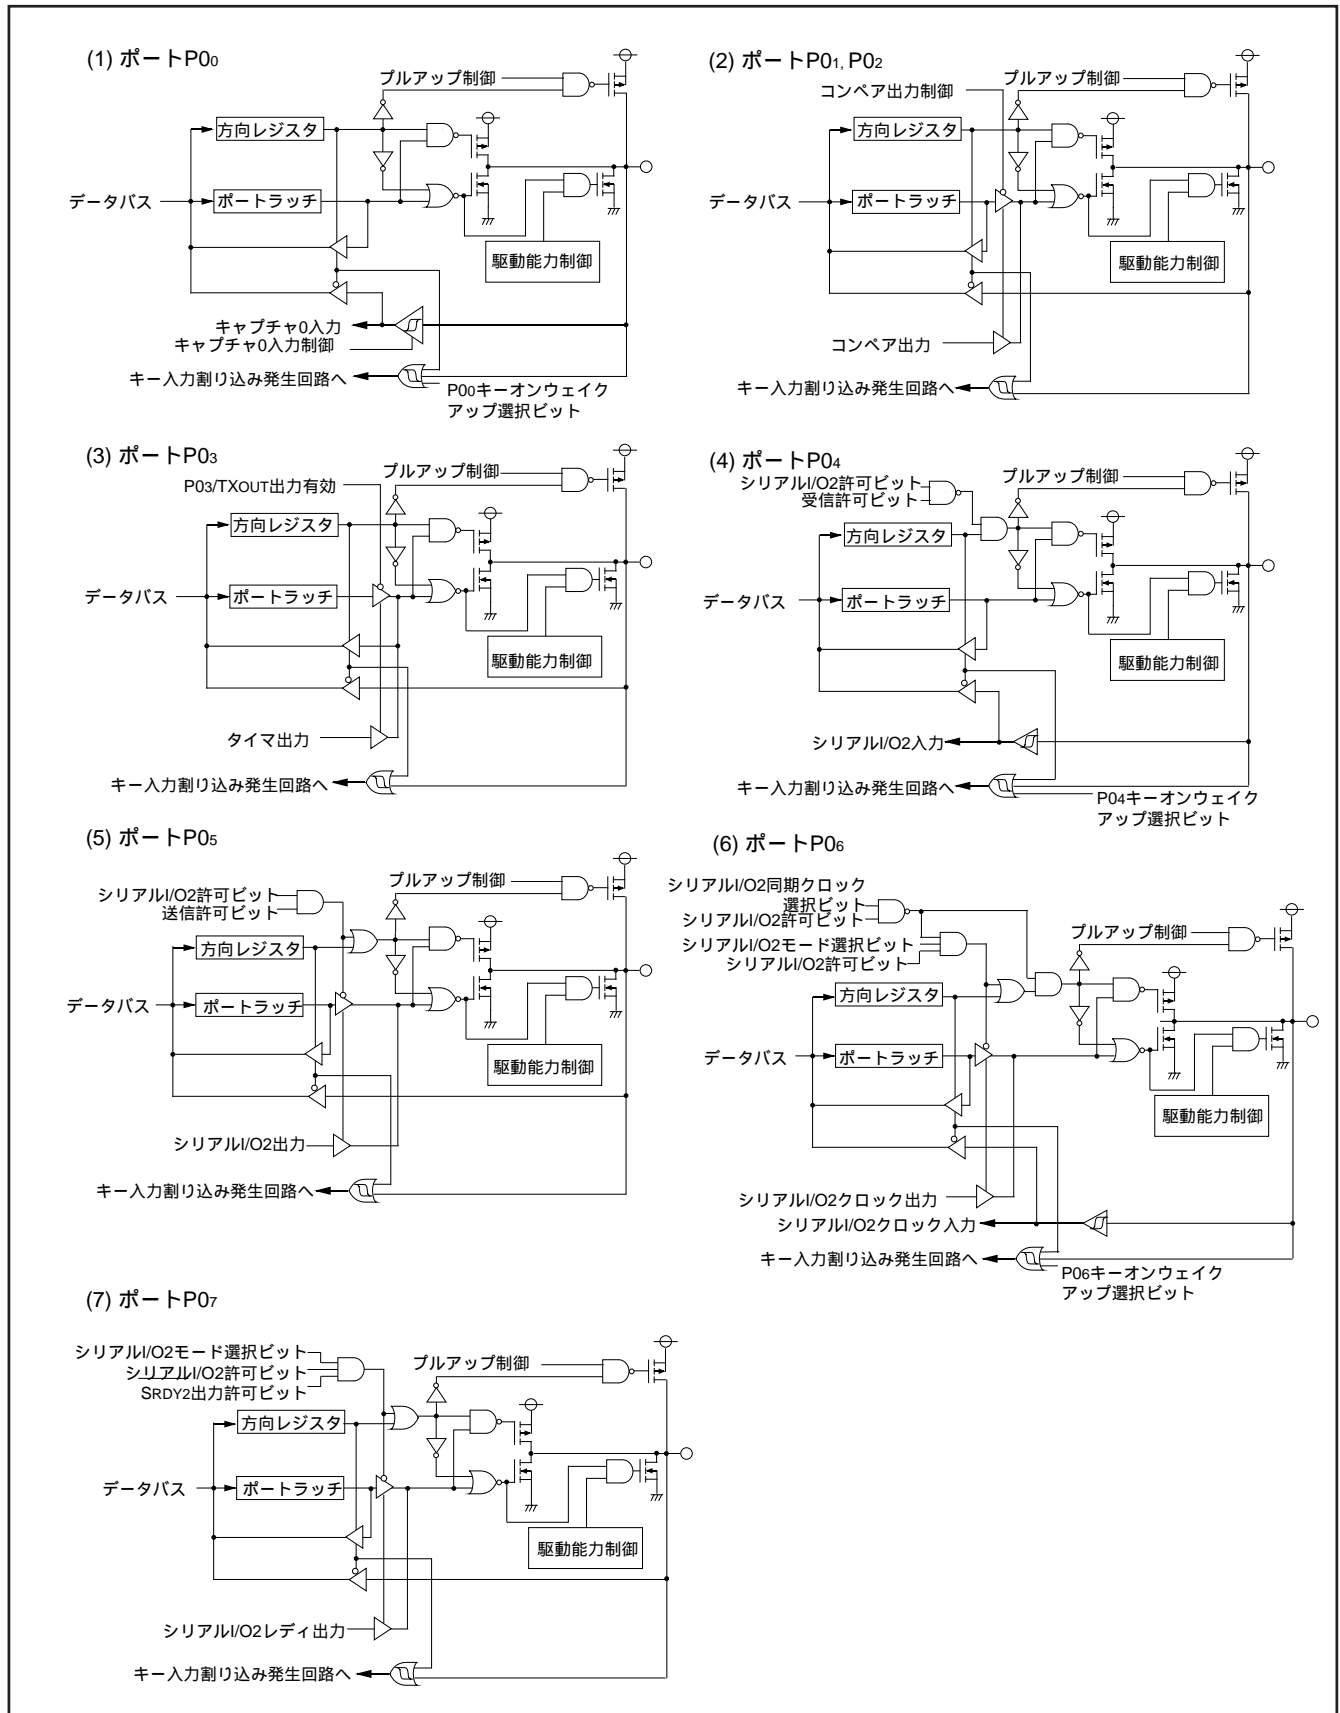 (1) ポートP00
プルアップ制御
方向レジスタ
データバス
ポートラッチ
駆動能力制御
キャプチャ0入力
キャプチャ0入力制御
キー入力割り込み発生回路へ
P00キーオンウェイク
アップ選択ビット
(2) ポートP01, P02
プルアップ制御
コンペア出力制御
方向レジスタ
データバス
ポートラッチ
駆動能力制御
コンペア出力
キー入力割り込み発生回路へ
(3) ポートP03
プルアップ制御
P03/TXOUT出力有効
方向レジスタ
データバス
ポートラッチ
駆動能力制御
タイマ出力
キー入力割り込み発生回路へ
(4) ポートP04
プルアップ制御
シリアルI/O2許可ビット
受信許可ビット
方向レジスタ
データバス
ポートラッチ
駆動能力制御
シリアルI/O2入力
キー入力割り込み発生回路へ
P04キーオンウェイク
アップ選択ビット
(5) ポートP05
プルアップ制御
シリアルI/O2許可ビット
送信許可ビット
方向レジスタ
データバス
ポートラッチ
駆動能力制御
シリアルI/O2出力
キー入力割り込み発生回路へ
(6) ポートP06
シリアルI/O2同期クロック
選択ビット
シリアルI/O2許可ビット
シリアルI/O2モード選択ビット
シリアルI/O2許可ビット
プルアップ制御
方向レジスタ
データバス
ポートラッチ
駆動能力制御
シリアルI/O2クロック出力
シリアルI/O2クロック入力
キー入力割り込み発生回路へ
P06キーオンウェイク
アップ選択ビット
(7) ポートP07
シリアルI/O2モード選択ビット
シリアルI/O2許可ビット
SRDY2出力許可ビット
プルアップ制御
方向レジスタ
データバス
ポートラッチ
駆動能力制御
シリアルI/O2レディ出力
キー入力割り込み発生回路へ